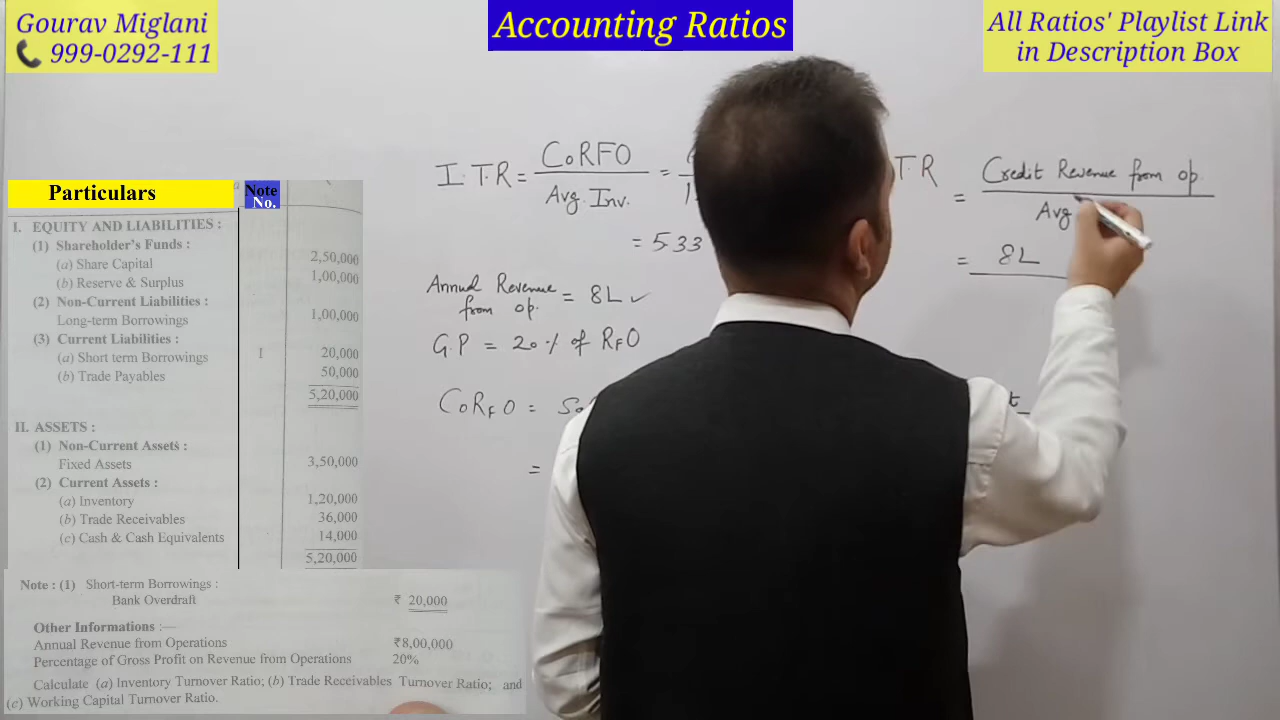 Gourav Miglani
📞 999-0292-111
Accounting Ratios
All Ratios' Playlist Link
in Description Box
Particulars
Note
No.
I. EQUITY AND LIABILITIES :
(1) Shareholder's Funds :
(a) Share Capital 2,50,000
(b) Reserve & Surplus 1,00,000
(2) Non-Current Liabilities :
Long-term Borrowings 1,00,000
(3) Current Liabilities :
(a) Short term Borrowings I 20,000
(b) Trade Payables 50,000
5,20,000
II. ASSETS :
(1) Non-Current Assets :
Fixed Assets 3,50,000
(2) Current Assets :
(a) Inventory 1,20,000
(b) Trade Receivables 36,000
(c) Cash & Cash Equivalents 14,000
5,20,000
Note : (1) Short-term Borrowings :
Bank Overdraft ₹ 20,000
Other Informations :—
Annual Revenue from Operations ₹8,00,000
Percentage of Gross Profit on Revenue from Operations 20%
Calculate (a) Inventory Turnover Ratio; (b) Trade Receivables Turnover Ratio; and
(c) Working Capital Turnover Ratio.
I.T.R = CoRFO =
Avg. Inv.
= 5.33
Annual Revenue = 8L ✓
from op.
G.P = 20% of RFO
CoRFO =
=
T.R
= Credit Revenue from op.
Avg
= 8L